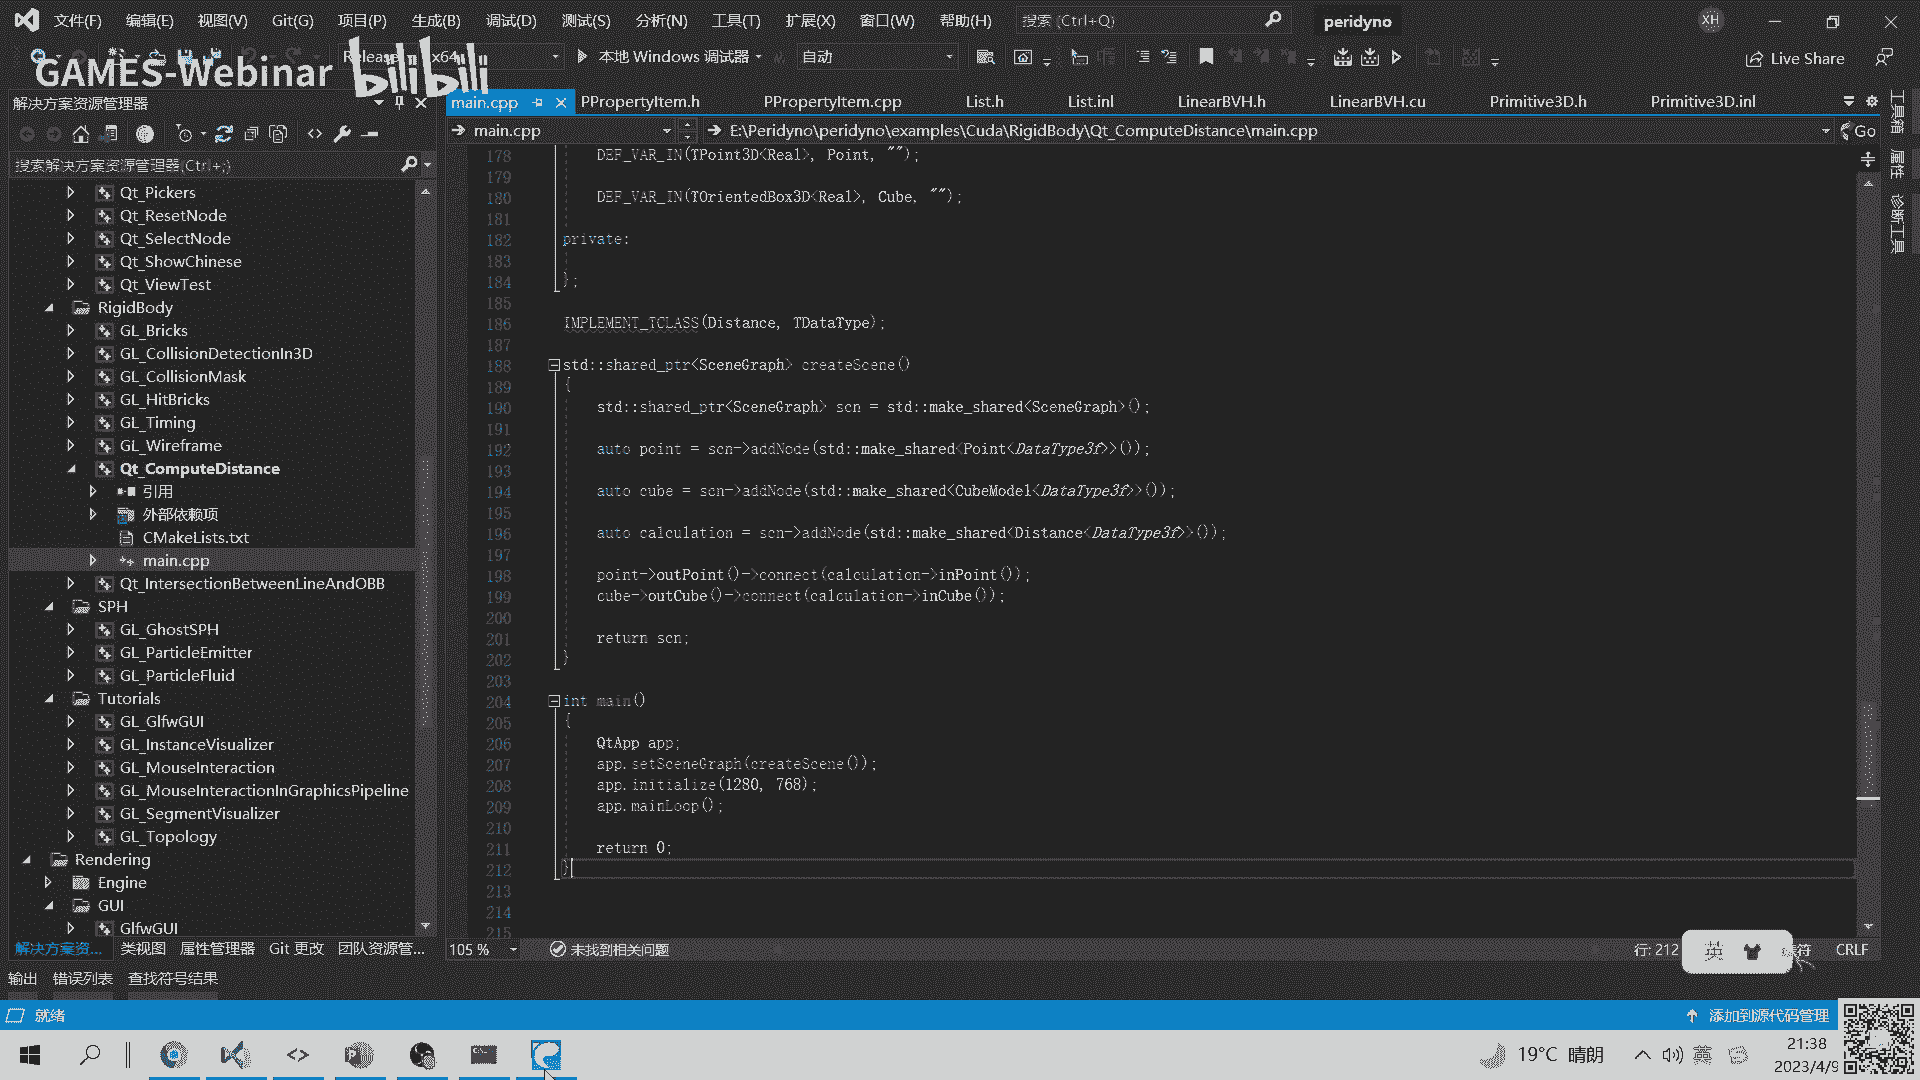 文件(F) 编辑(E) 视图(V) Git(G) 项目(P) 生成(B) 调试(D) 测试(S) 分析(N) 工具(T) 扩展(X) 窗口(W) 帮助(H) 搜索 (Ctrl+Q) peridyno XH
Release x64 本地 Windows 调试器 自动 Live Share
GAMES-Webinar bilibili
解决方案资源管理器
main.cpp PPropertyItem.h PPropertyItem.cpp List.h List.inl LinearBVH.h LinearBVH.cu Primitive3D.h Primitive3D.inl
main.cpp E:\Peridyno\peridyno\examples\Cuda\RigidBody\Qt_ComputeDistance\main.cpp Go
搜索解决方案资源管理器(Ctrl+;)
Qt_Pickers
Qt_ResetNode
Qt_SelectNode
Qt_ShowChinese
Qt_ViewTest
RigidBody
GL_Bricks
GL_CollisionDetectionIn3D
GL_CollisionMask
GL_HitBricks
GL_Timing
GL_Wireframe
Qt_ComputeDistance
引用
外部依赖项
CMakeLists.txt
main.cpp
Qt_IntersectionBetweenLineAndOBB
SPH
GL_GhostSPH
GL_ParticleEmitter
GL_ParticleFluid
Tutorials
GL_GlfwGUI
GL_InstanceVisualizer
GL_MouseInteraction
GL_MouseInteractionInGraphicsPipeline
GL_SegmentVisualizer
GL_Topology
Rendering
Engine
GUI
GlfwGUI
178 DEF_VAR_IN(TPoint3D<Real>, Point, "");
179
180 DEF_VAR_IN(TOrientedBox3D<Real>, Cube, "");
181
182 private:
183
184 };
185
186 IMPLEMENT_TCLASS(Distance, TDataType);
187
188 std::shared_ptr<SceneGraph> createScene()
189 {
190 std::shared_ptr<SceneGraph> scn = std::make_shared<SceneGraph>();
191
192 auto point = scn->addNode(std::make_shared<Point<DataType3f>>());
193
194 auto cube = scn->addNode(std::make_shared<CubeModel<DataType3f>>());
195
196 auto calculation = scn->addNode(std::make_shared<Distance<DataType3f>>());
197
198 point->outPoint()->connect(calculation->inPoint());
199 cube->outCube()->connect(calculation->inCube());
200
201 return scn;
202 }
203
204 int main()
205 {
206 QtApp app;
207 app.setSceneGraph(createScene());
208 app.initialize(1280, 768);
209 app.mainLoop();
210
211 return 0;
212 }
213
214
215
工具箱
属性
诊断工具
解决方案资... 类视图 属性管理器 Git 更改 团队资源管...
105 % 未找到相关问题 行: 212 英 CRLF
输出 错误列表 查找符号结果
就绪 添加到源代码管理
19°C 晴朗 英 21:38
2023/4/9